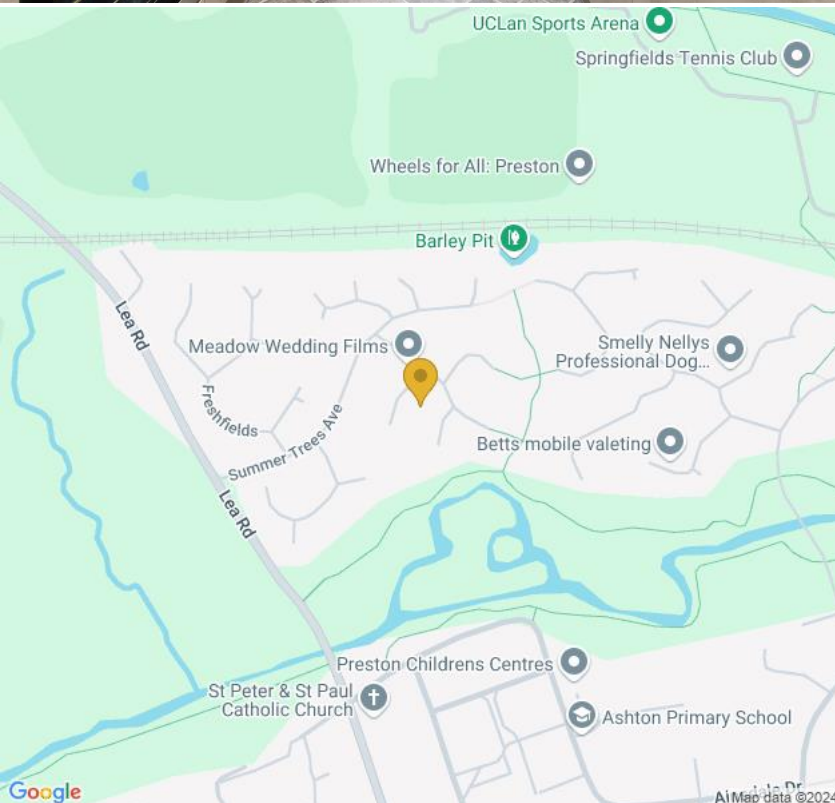 UCLan Sports Arena
Springfields Tennis Club
Wheels for All: Preston
Barley Pit
Lea Rd
Meadow Wedding Films
Smelly Nellys
Professional Dog...
Freshfields
Summer Trees Ave
Betts mobile valeting
Lea Rd
Preston Childrens Centres
St Peter & St Paul
Catholic Church
Ashton Primary School
Google
Map data ©2024